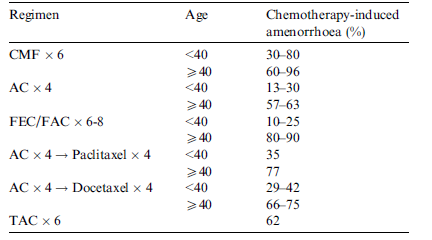 Regimen Age Chemotherapy-induced
amenorrhoea (%)
CMF × 6 <40 30–80
⩾40 60–96
AC × 4 <40 13–30
⩾40 57–63
FEC/FAC × 6-8 <40 10–25
⩾40 80–90
AC × 4 → Paclitaxel × 4 <40 35
⩾40 77
AC × 4 → Docetaxel × 4 <40 29–42
⩾40 66–75
TAC × 6 62